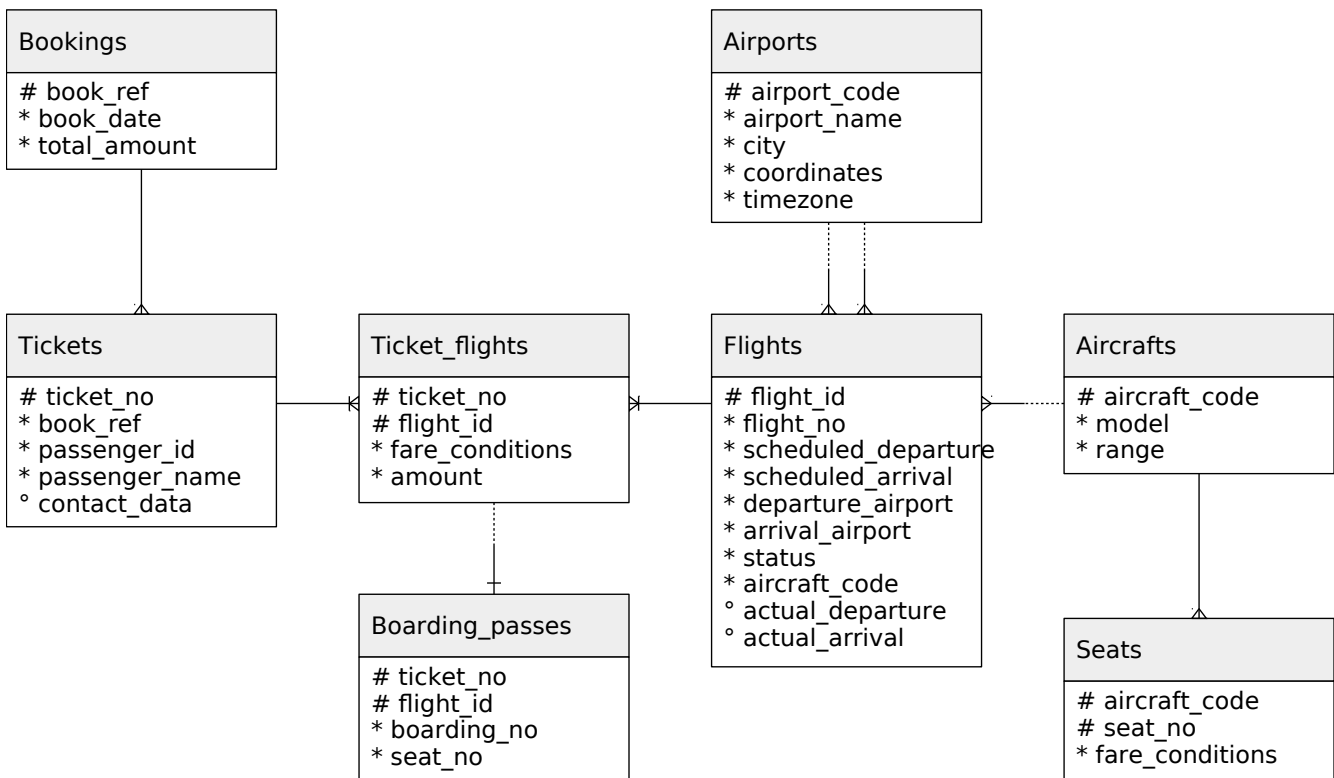 Bookings
# book_ref
* book_date
* total_amount
Airports
# airport_code
* airport_name
* city
* coordinates
* timezone
Tickets
# ticket_no
* book_ref
* passenger_id
* passenger_name
° contact_data
Ticket_flights
# ticket_no
# flight_id
* fare_conditions
* amount
Flights
# flight_id
* flight_no
* scheduled_departure
* scheduled_arrival
* departure_airport
* arrival_airport
* status
* aircraft_code
° actual_departure
° actual_arrival
Aircrafts
# aircraft_code
* model
* range
Boarding_passes
# ticket_no
# flight_id
* boarding_no
* seat_no
Seats
# aircraft_code
# seat_no
* fare_conditions